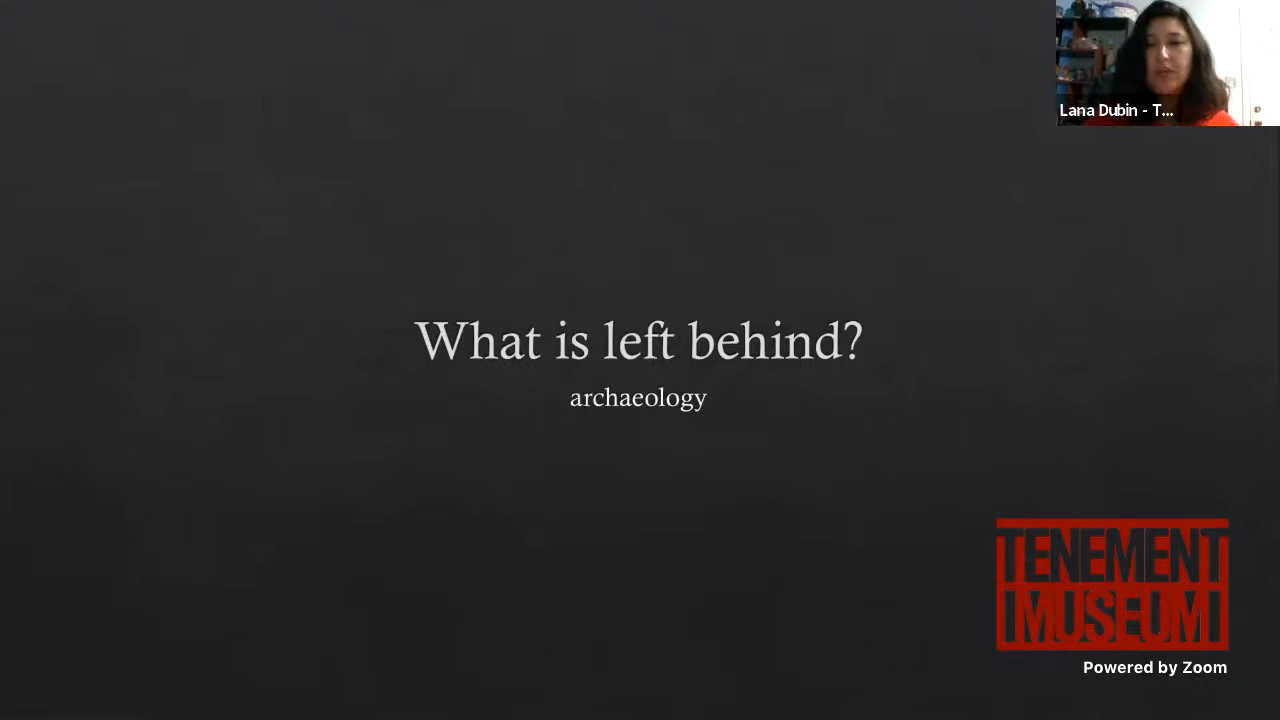 Lana Dubin - T...
What is left behind?
archaeology
TENEMENT
MUSEUM
Powered by Zoom